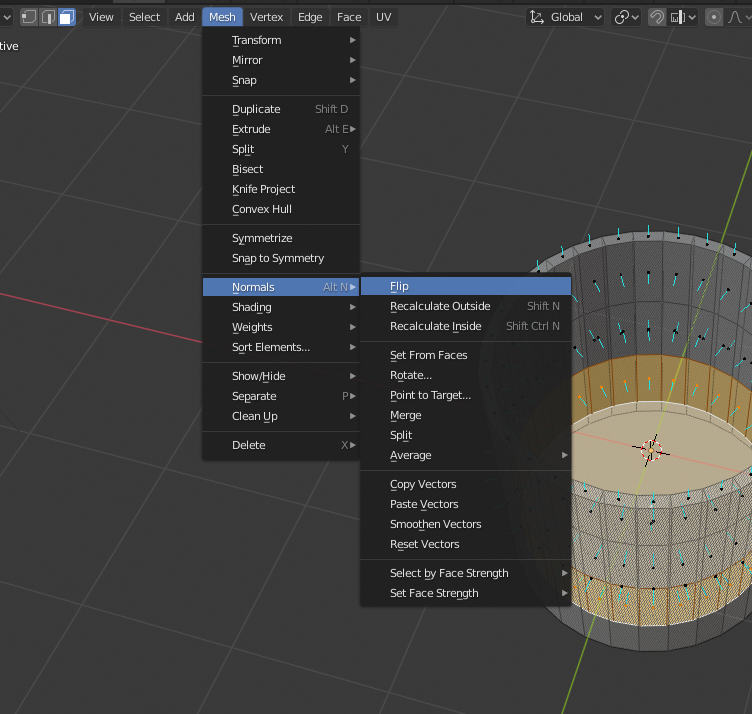 View Select Add Mesh Vertex Edge Face UV Global
tive
Transform
Mirror
Snap
Duplicate Shift D
Extrude Alt E
Split Y
Bisect
Knife Project
Convex Hull
Symmetrize
Snap to Symmetry
Normals Alt N
Shading
Weights
Sort Elements...
Show/Hide
Separate P
Clean Up
Delete X
Flip
Recalculate Outside Shift N
Recalculate Inside Shift Ctrl N
Set From Faces
Rotate...
Point to Target...
Merge
Split
Average
Copy Vectors
Paste Vectors
Smoothen Vectors
Reset Vectors
Select by Face Strength
Set Face Strength